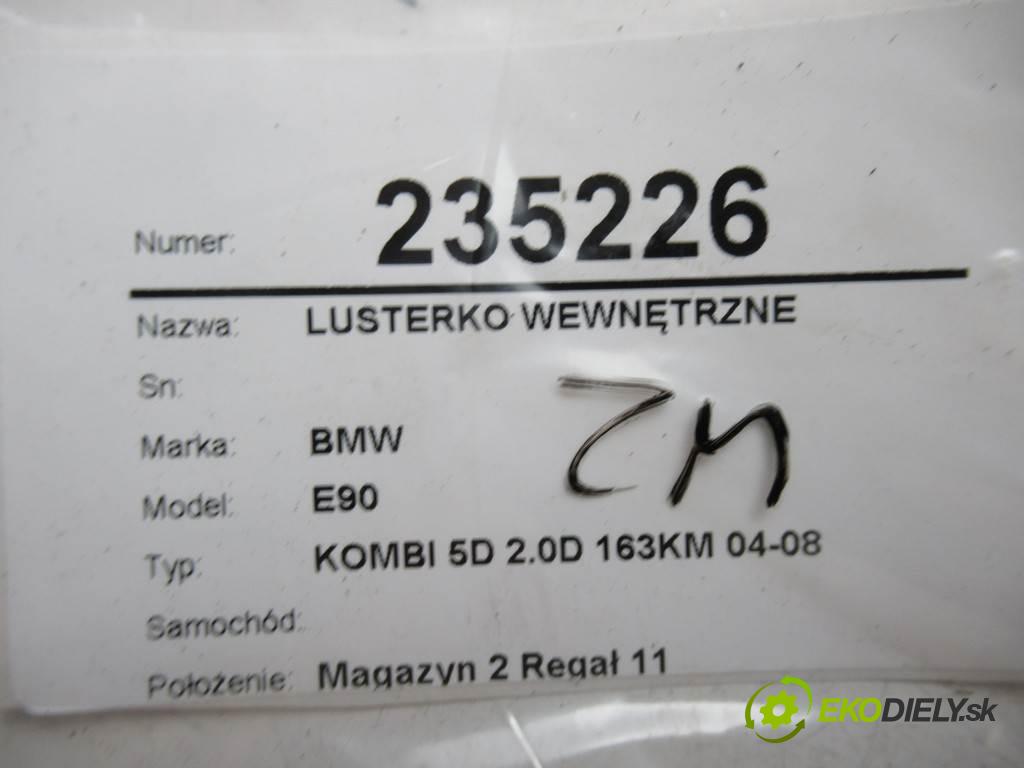 Numer: 235226
Nazwa: LUSTERKO WEWNĘTRZNE
Sn:
Marka: BMW
Model: E90
Typ: KOMBI 5D 2.0D 163KM 04-08
Samochód:
Położenie: Magazyn 2 Regał 11
EKODIELY.sk